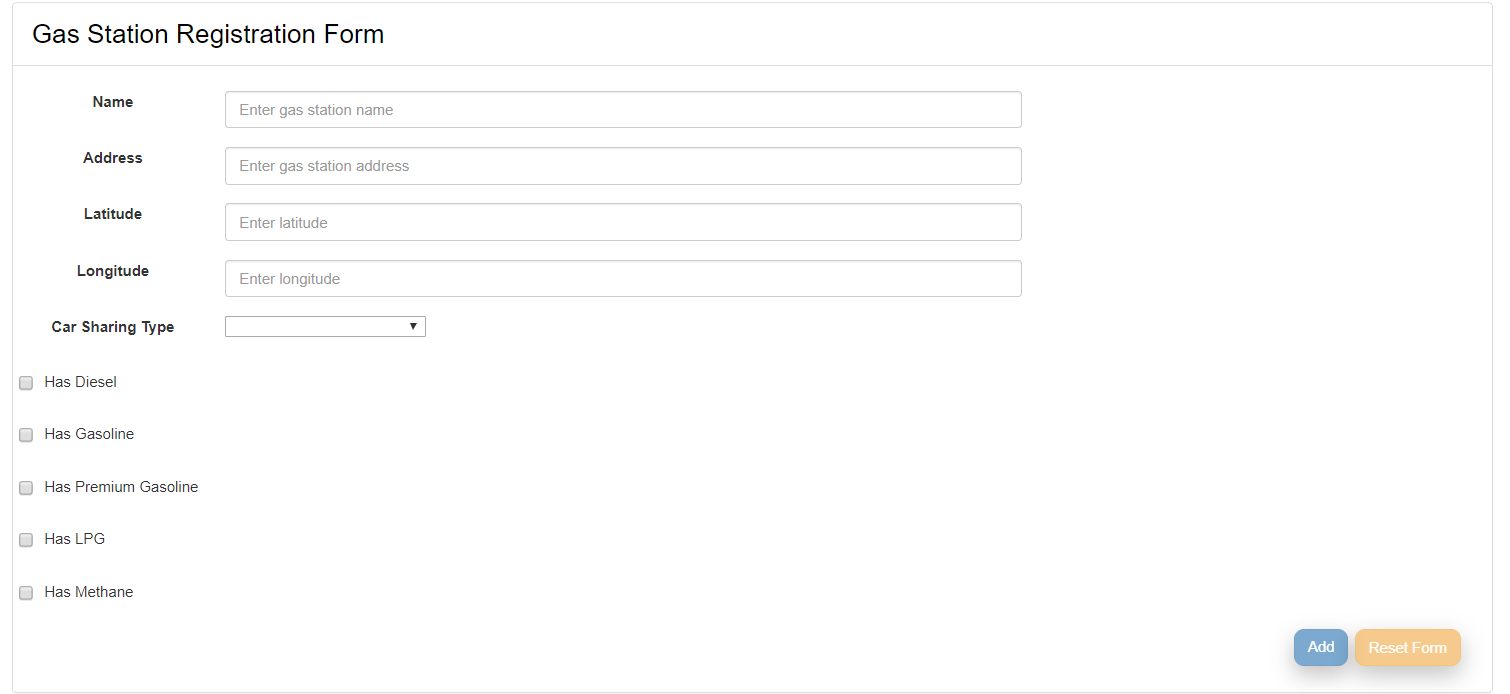 Gas Station Registration Form
Name
Enter gas station name
Address
Enter gas station address
Latitude
Enter latitude
Longitude
Enter longitude
Car Sharing Type
Has Diesel
Has Gasoline
Has Premium Gasoline
Has LPG
Has Methane
Add
Reset Form